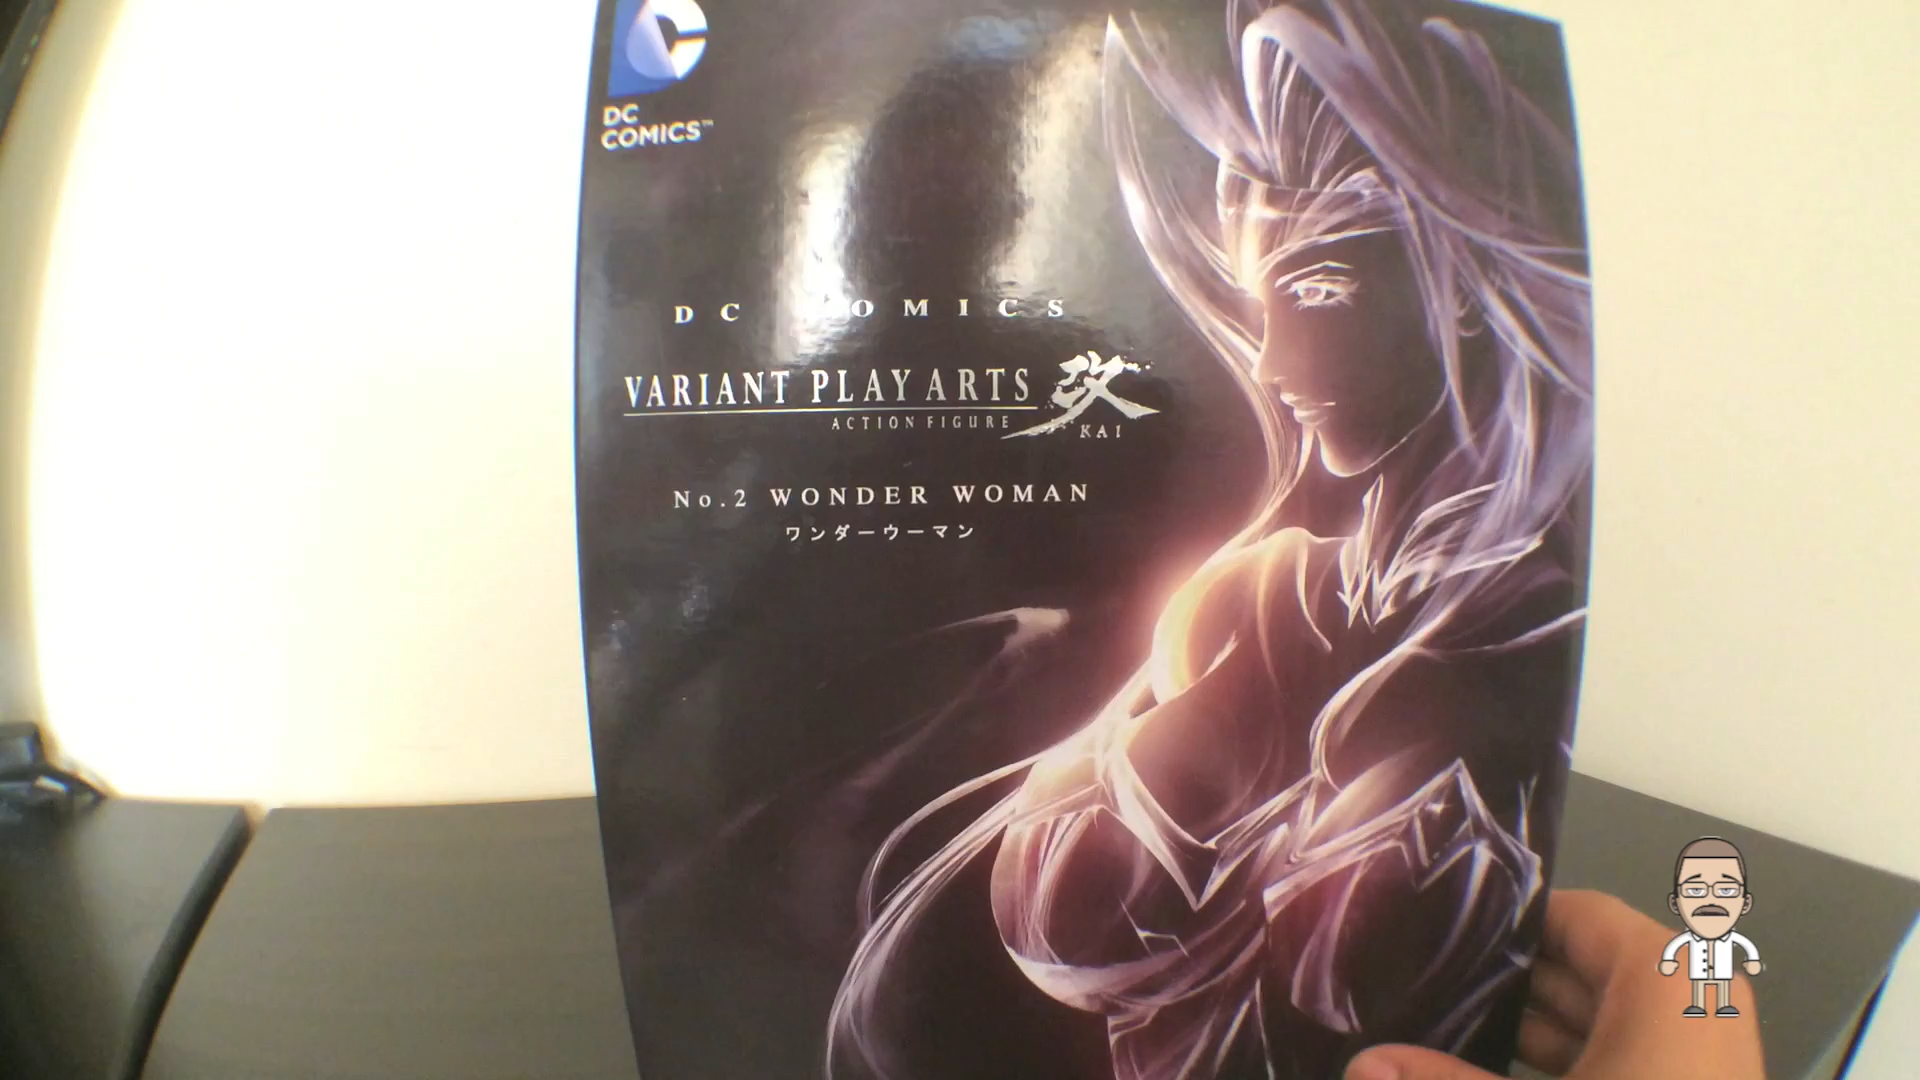 DC
COMICS™
DC COMICS
VARIANT PLAY ARTS 改
ACTION FIGURE KAI
No.2 WONDER WOMAN
ワンダーウーマン